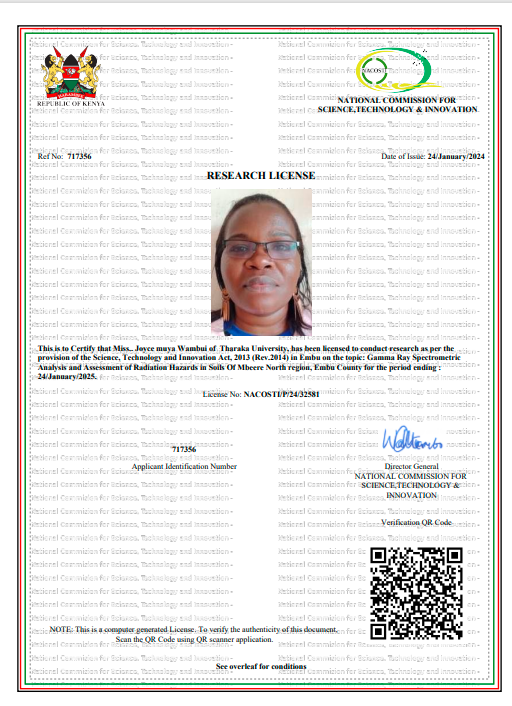 REPUBLIC OF KENYA
NACOSTI
NATIONAL COMMISSION FOR
SCIENCE,TECHNOLOGY & INNOVATION
Ref No: 717356
Date of Issue: 24/January/2024
RESEARCH LICENSE
This is to Certify that Miss.. Joyce muya Wambui of Tharaka University, has been licensed to conduct research as per the
provision of the Science, Technology and Innovation Act, 2013 (Rev.2014) in Embu on the topic: Gamma Ray Spectrometric
Analysis and Assessment of Radiation Hazards in Soils Of Mbeere North region, Embu County for the period ending :
24/January/2025.
License No: NACOSTI/P/24/32581
717356
Applicant Identification Number
Director General
NATIONAL COMMISSION FOR
SCIENCE,TECHNOLOGY &
INNOVATION
Verification QR Code
NOTE: This is a computer generated License. To verify the authenticity of this document,
Scan the QR Code using QR scanner application.
See overleaf for conditions